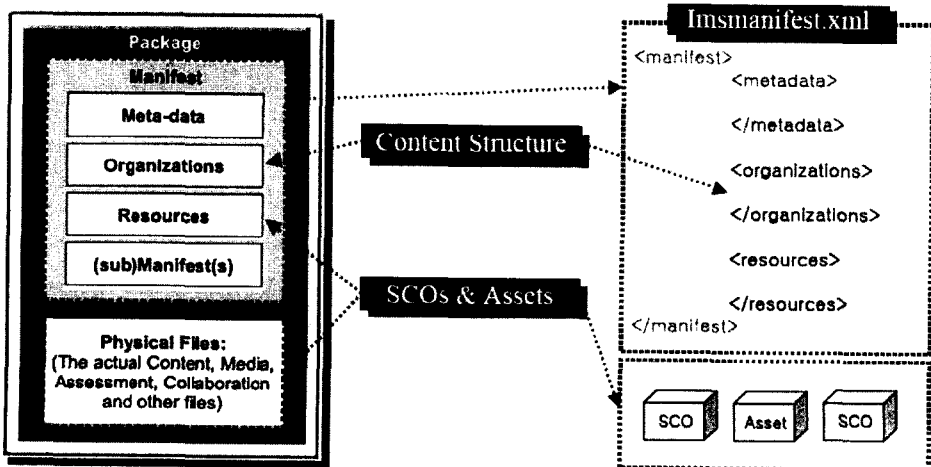 Package
Manifest
Meta-data
Organizations
Resources
(sub)Manifest(s)
Physical Files:
(The actual Content, Media,
Assessment, Collaboration
and other files)
Content Structure
SCOs & Assets
Imsmanifest.xml
<manifest>
<metadata>
</metadata>
<organizations>
</organizations>
<resources>
</resources>
</manifest>
SCO
Asset
SCO